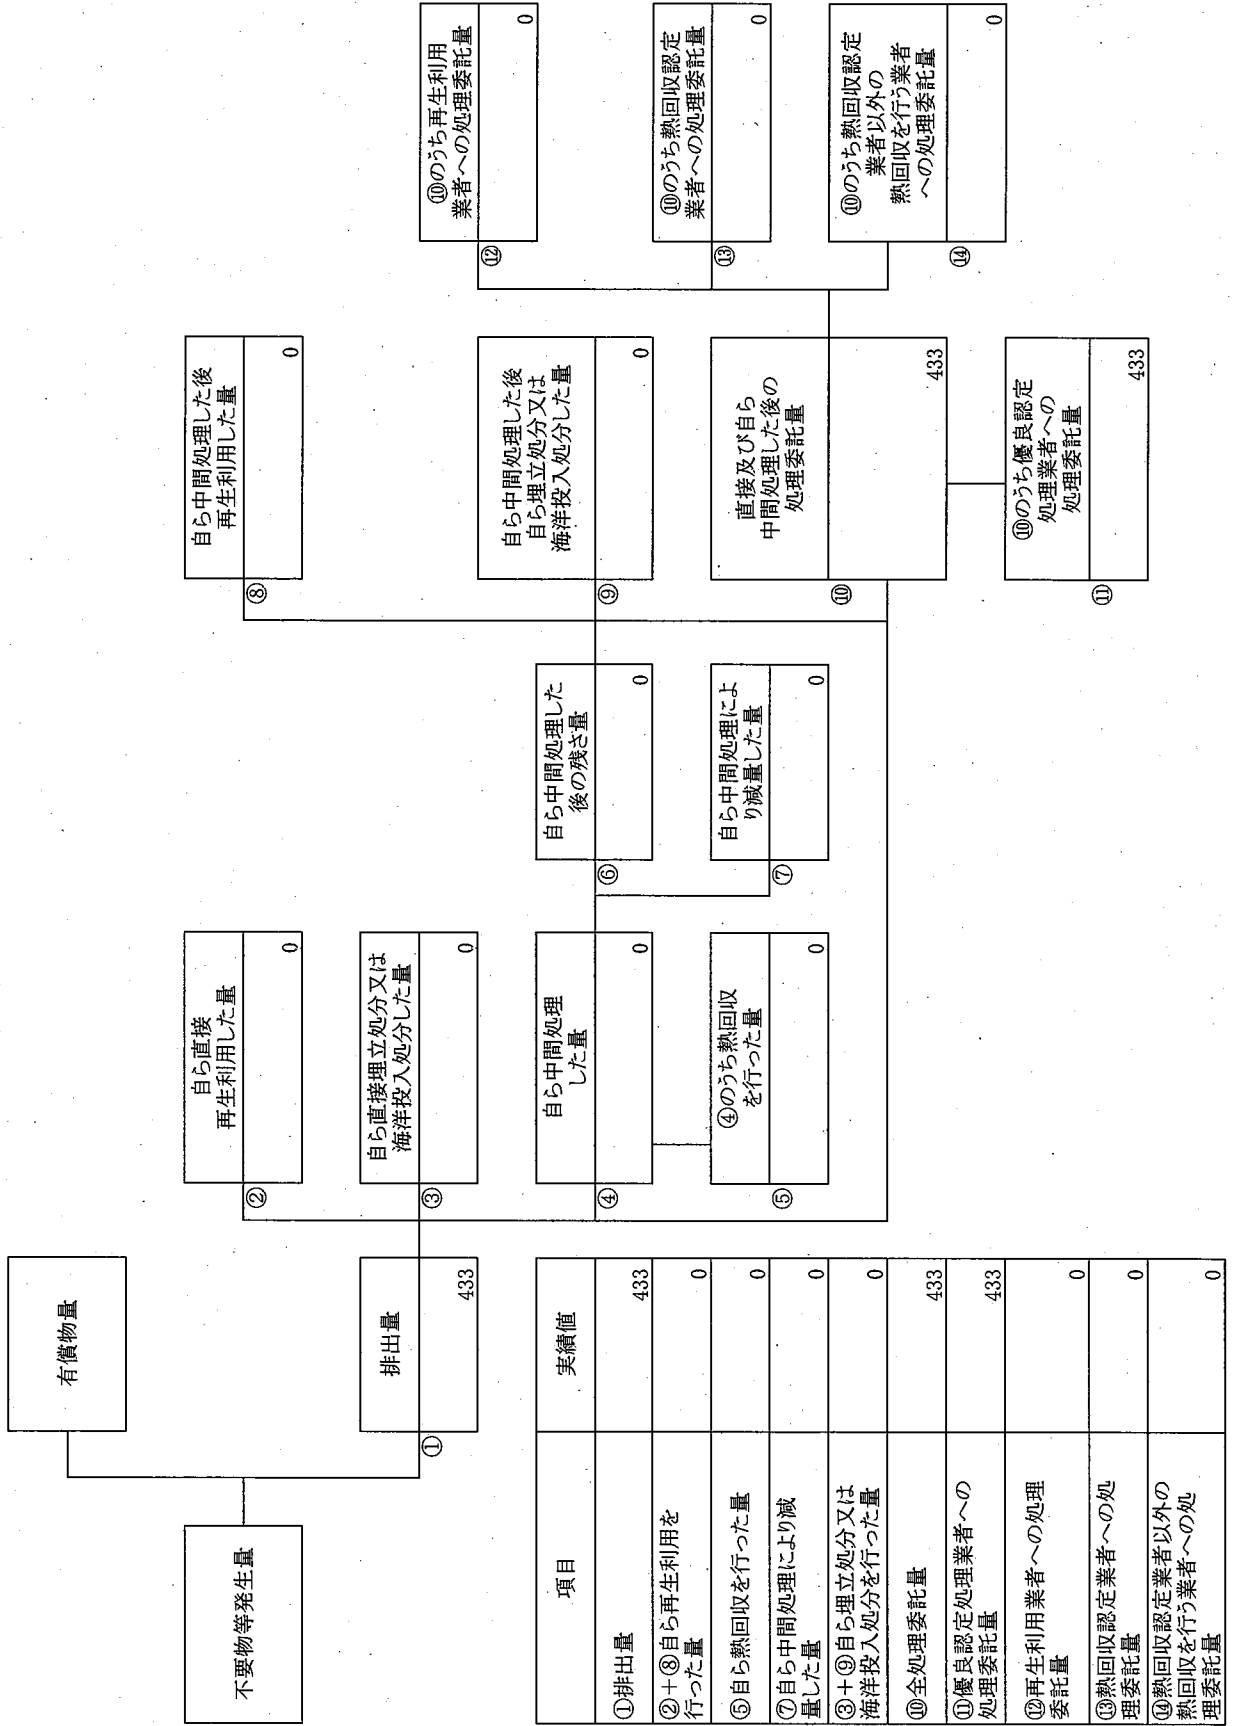 不要物等発生量
有償物量
排出量
①
433
自ら直接
再生利用した量
②
0
自ら直接埋立処分又は
海洋投入処分した量
③
0
自ら中間処理
した量
④
0
④のうち熱回収
を行った量
⑤
0
自ら中間処理した
後の残さ量
⑥
0
自ら中間処理によ
り減量した量
⑦
0
自ら中間処理した後
再生利用した量
⑧
0
自ら中間処理した後
自ら埋立処分又は
海洋投入処分した量
⑨
0
直接及び自ら
中間処理した後の
処理委託量
⑩
433
⑩のうち優良認定
処理業者への
処理委託量
⑪
433
⑩のうち再生利用
業者への処理委託量
⑫
0
⑩のうち熱回収認定
業者への処理委託量
⑬
0
⑩のうち熱回収認定
業者以外の
熱回収を行う業者
への処理委託量
⑭
0
項目 実績値
①排出量 433
②+⑧自ら再生利用を
行った量 0
⑤自ら熱回収を行った量 0
⑦自ら中間処理により減
量した量 0
③+⑨自ら埋立処分又は
海洋投入処分を行った量 0
⑩全処理委託量 433
⑪優良認定処理業者への
処理委託量 433
⑫再生利用業者への処理
委託量 0
⑬熱回収認定業者への処
理委託量 0
⑭熱回収認定業者以外の
熱回収を行う業者への処
理委託量 0